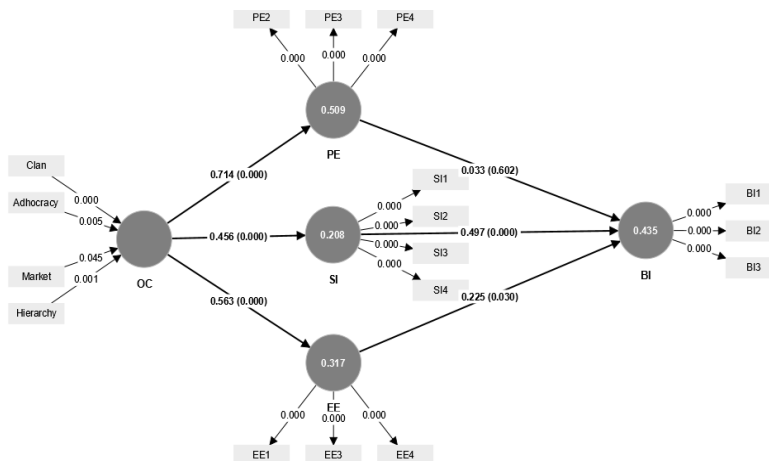 PE2
PE3
PE4
0.000
0.000
0.000
0.509
PE
Clan
Adhocracy
Market
Hierarchy
0.000
0.005
0.045
0.001
OC
0.714 (0.000)
0.456 (0.000)
0.563 (0.000)
0.208
SI
0.000
0.000
0.000
0.000
SI1
SI2
SI3
SI4
0.033 (0.602)
0.497 (0.000)
0.225 (0.030)
0.435
BI
0.000
0.000
0.000
BI1
BI2
BI3
0.317
EE
0.000
0.000
0.000
EE1
EE3
EE4